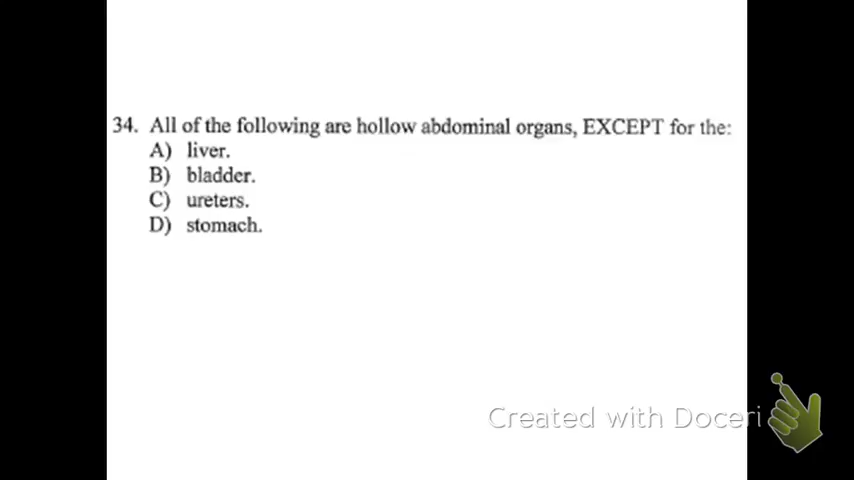 34. All of the following are hollow abdominal organs, EXCEPT for the:
A) liver.
B) bladder.
C) ureters.
D) stomach.
Created with Doceri